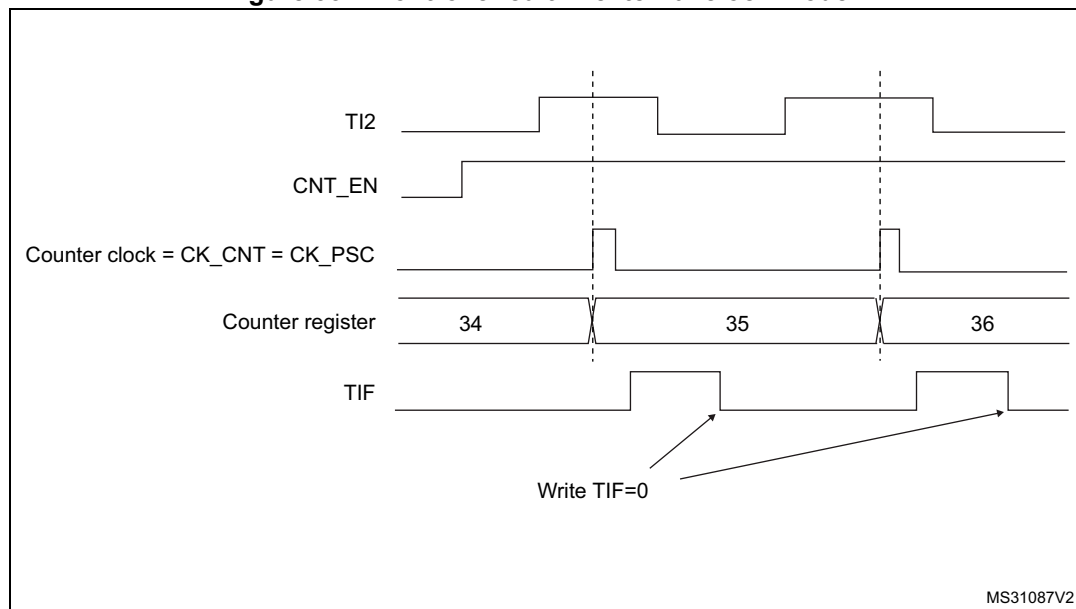 TI2
CNT_EN
Counter clock = CK_CNT = CK_PSC
Counter register
34
35
36
TIF
Write TIF=0
MS31087V2